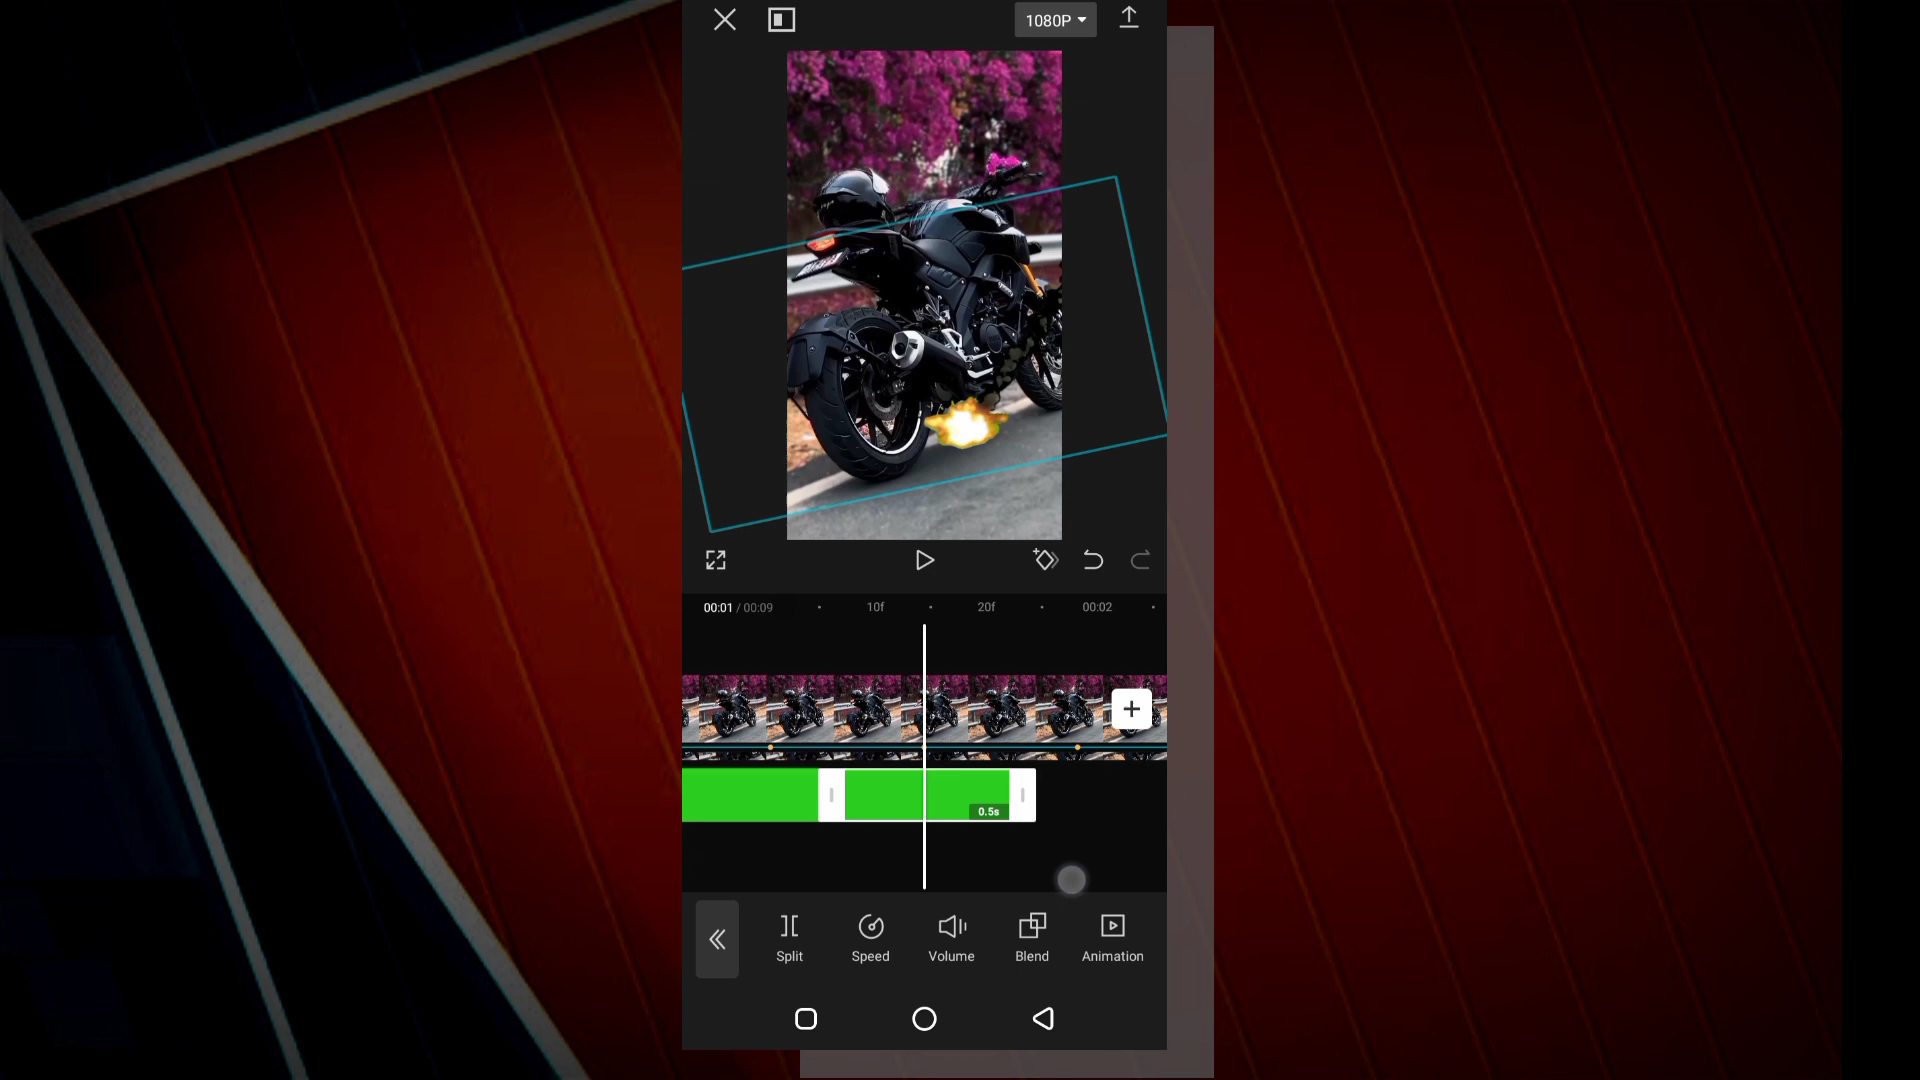 1080P
00:01 / 00:09
10f
20f
00:02
0.5s
Split
Speed
Volume
Blend
Animation